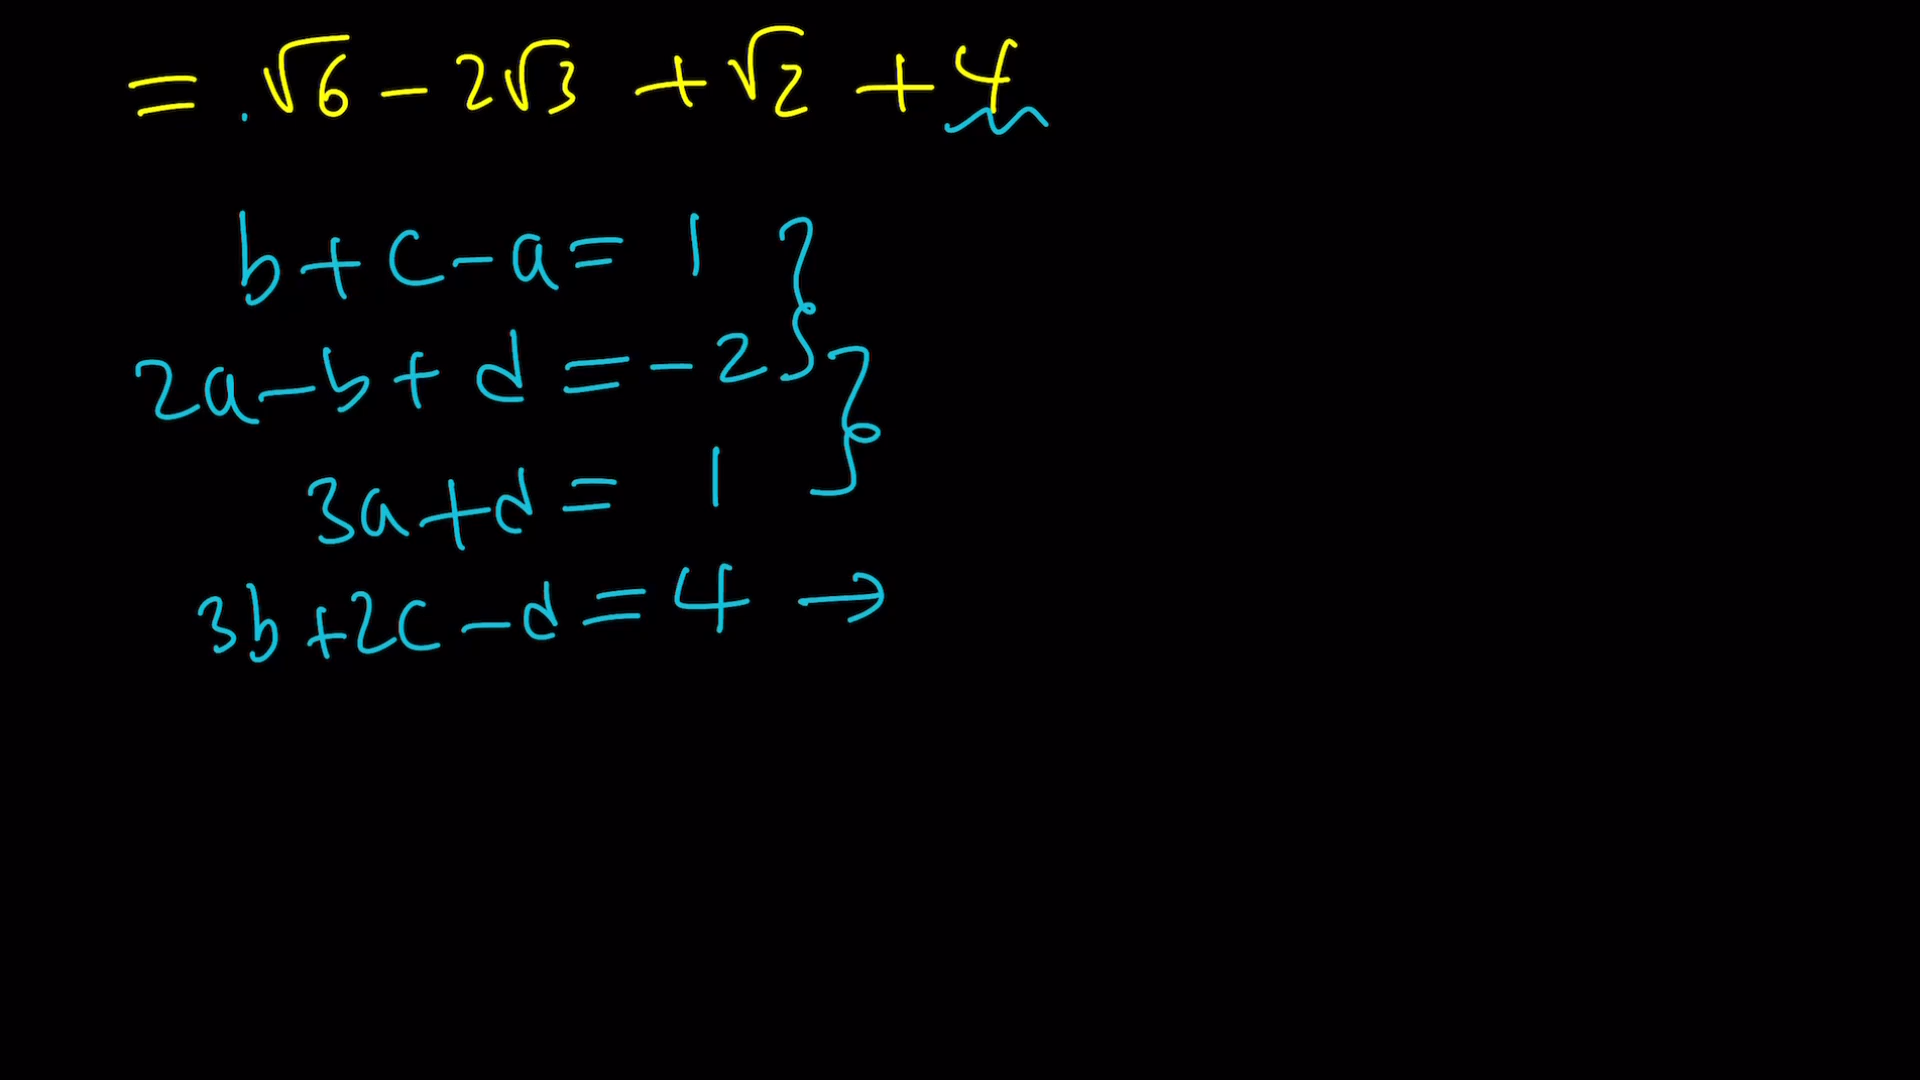 = √6 - 2√3 + √2 + 4
b + c - a = 1
2a - b + d = -2
3a + d = 1
3b + 2c - d = 4 →